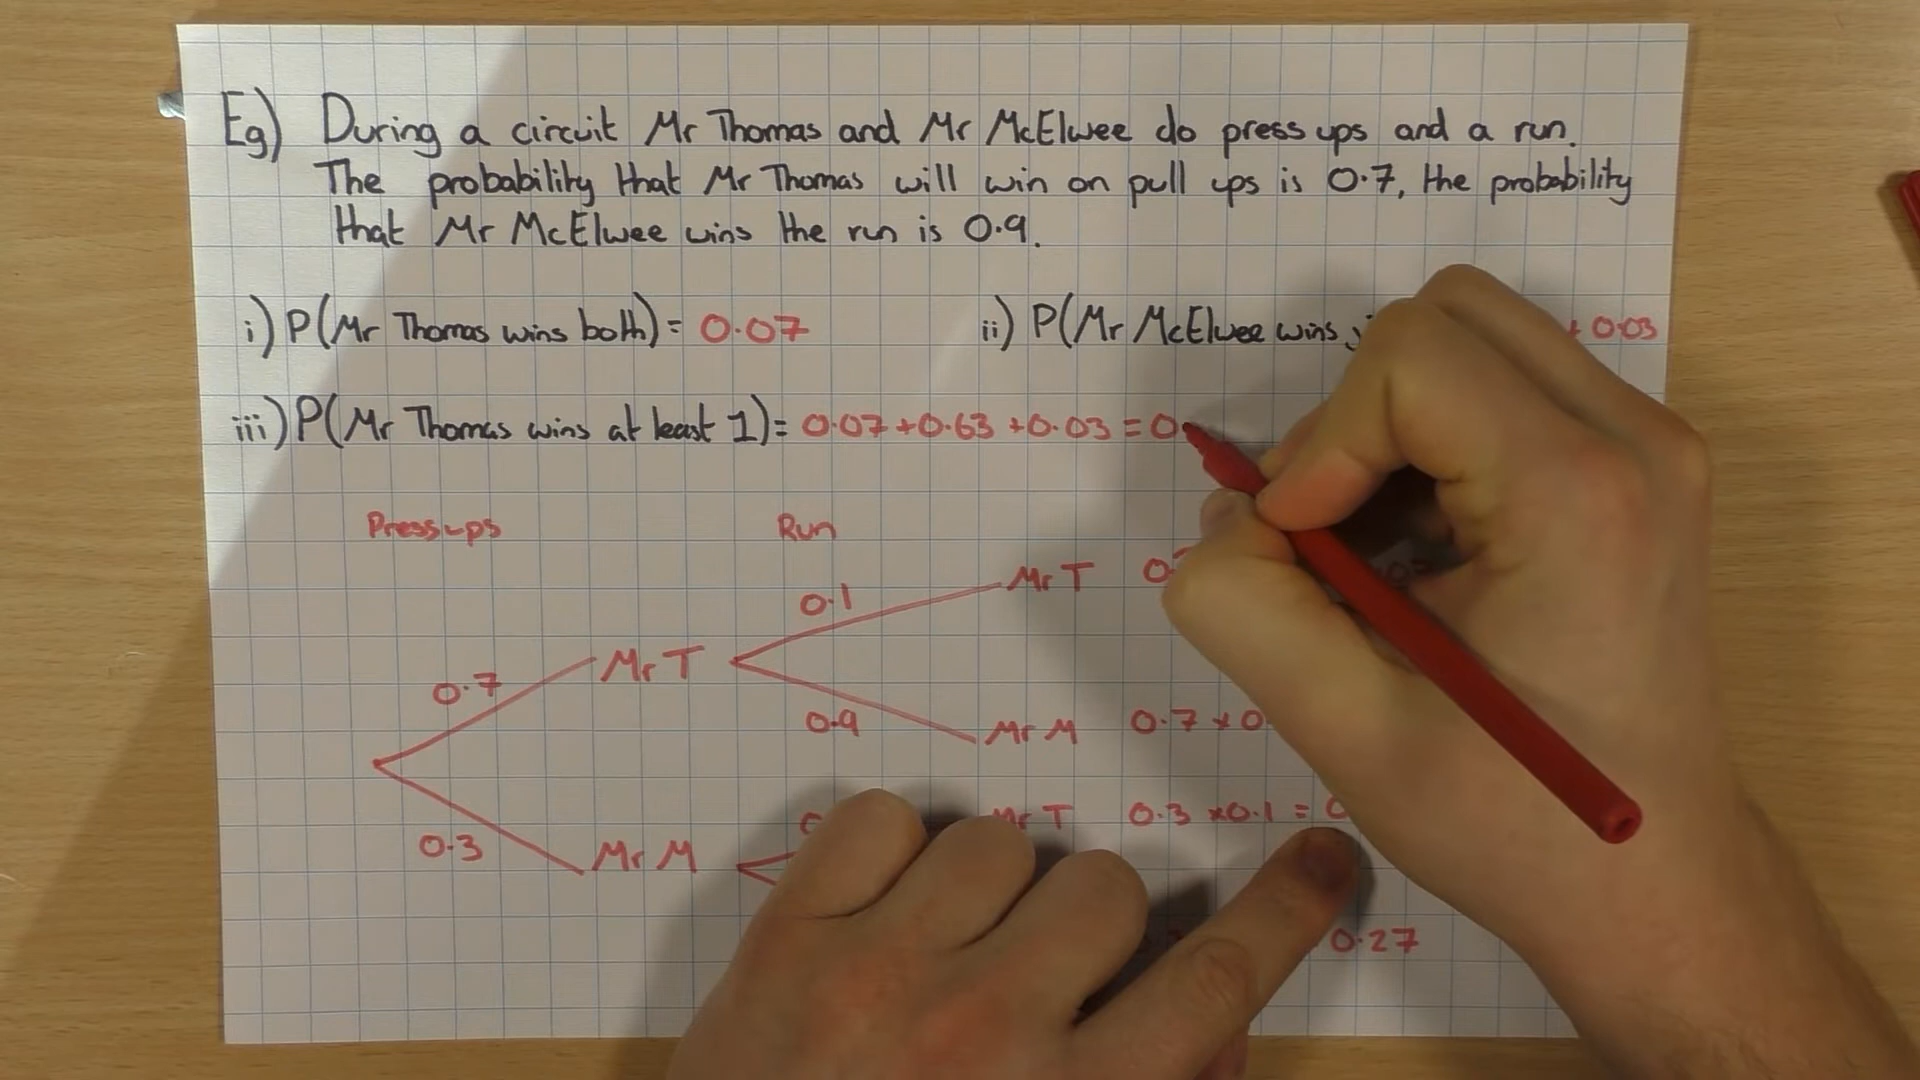 Eg) During a circuit Mr Thomas and Mr McElwee do press ups and a run.
The probability that Mr Thomas will win on pull ups is 0.7, the probability
that Mr McElwee wins the run is 0.9.
i) P(Mr Thomas wins both) = 0.07 ii) P(Mr McElwee wins + 0.03
iii) P(Mr Thomas wins at least 1) = 0.07 + 0.63 + 0.03 = 0.
Press ups Run
0.1 Mr T
0.7 Mr T
0.9 Mr M 0.7 × 0
Mr T 0.3 × 0.1 = 0
0.3 Mr M
0.27